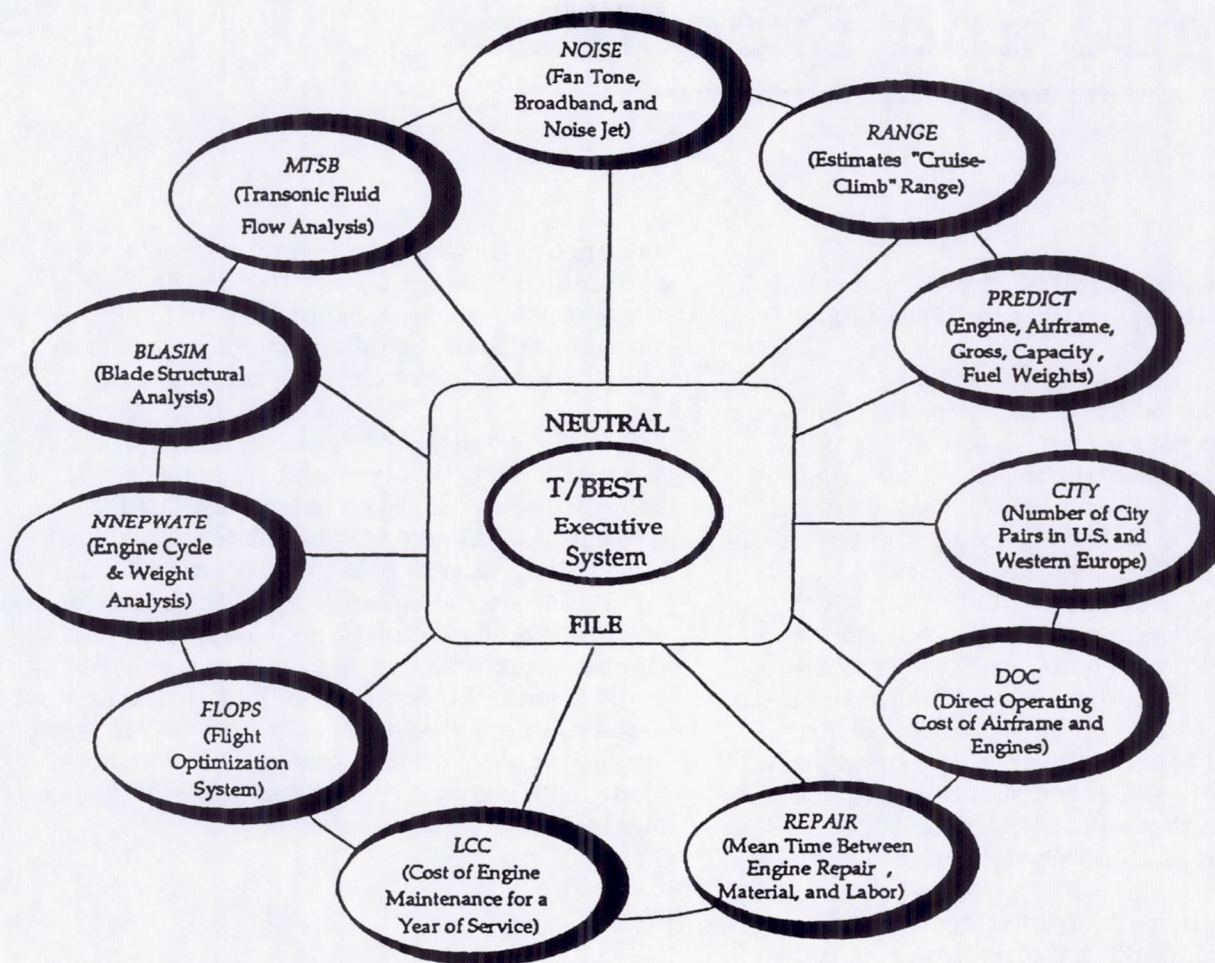 NOISE
(Fan Tone,
Broadband, and
Noise Jet)
RANGE
(Estimates "Cruise-
Climb" Range)
PREDICT
(Engine, Airframe,
Gross, Capacity ,
Fuel Weights)
CITY
(Number of City
Pairs in U.S. and
Western Europe)
DOC
(Direct Operating
Cost of Airframe and
Engines)
REPAIR
(Mean Time Between
Engine Repair ,
Material, and Labor)
LCC
(Cost of Engine
Maintenance for a
Year of Service)
FLOPS
(Flight
Optimization
System)
NNEPWATE
(Engine Cycle
& Weight
Analysis)
BLASIM
(Blade Structural
Analysis)
MTSB
(Transonic Fluid
Flow Analysis)
NEUTRAL
T/BEST
Executive
System
FILE